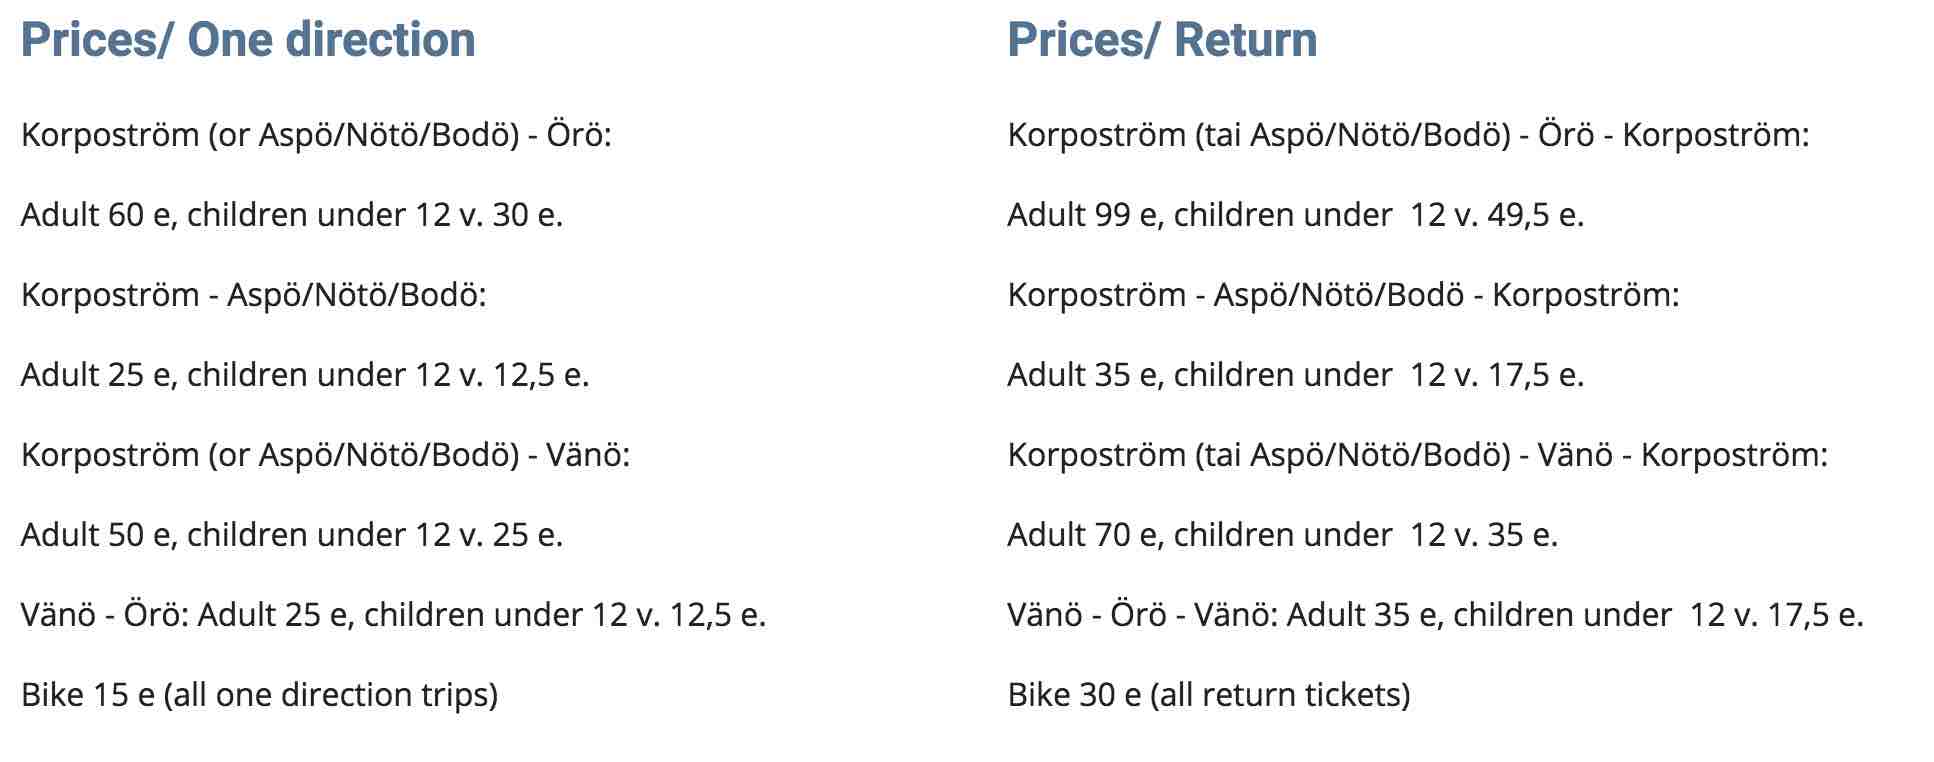 Prices/ One direction
Korpoström (or Aspö/Nötö/Bodö) - Örö:
Adult 60 e, children under 12 v. 30 e.
Korpoström - Aspö/Nötö/Bodö:
Adult 25 e, children under 12 v. 12,5 e.
Korpoström (or Aspö/Nötö/Bodö) - Vänö:
Adult 50 e, children under 12 v. 25 e.
Vänö - Örö: Adult 25 e, children under 12 v. 12,5 e.
Bike 15 e (all one direction trips)
Prices/ Return
Korpoström (tai Aspö/Nötö/Bodö) - Örö - Korpoström:
Adult 99 e, children under  12 v. 49,5 e.
Korpoström - Aspö/Nötö/Bodö - Korpoström:
Adult 35 e, children under  12 v. 17,5 e.
Korpoström (tai Aspö/Nötö/Bodö) - Vänö - Korpoström:
Adult 70 e, children under  12 v. 35 e.
Vänö - Örö - Vänö: Adult 35 e, children under  12 v. 17,5 e.
Bike 30 e (all return tickets)